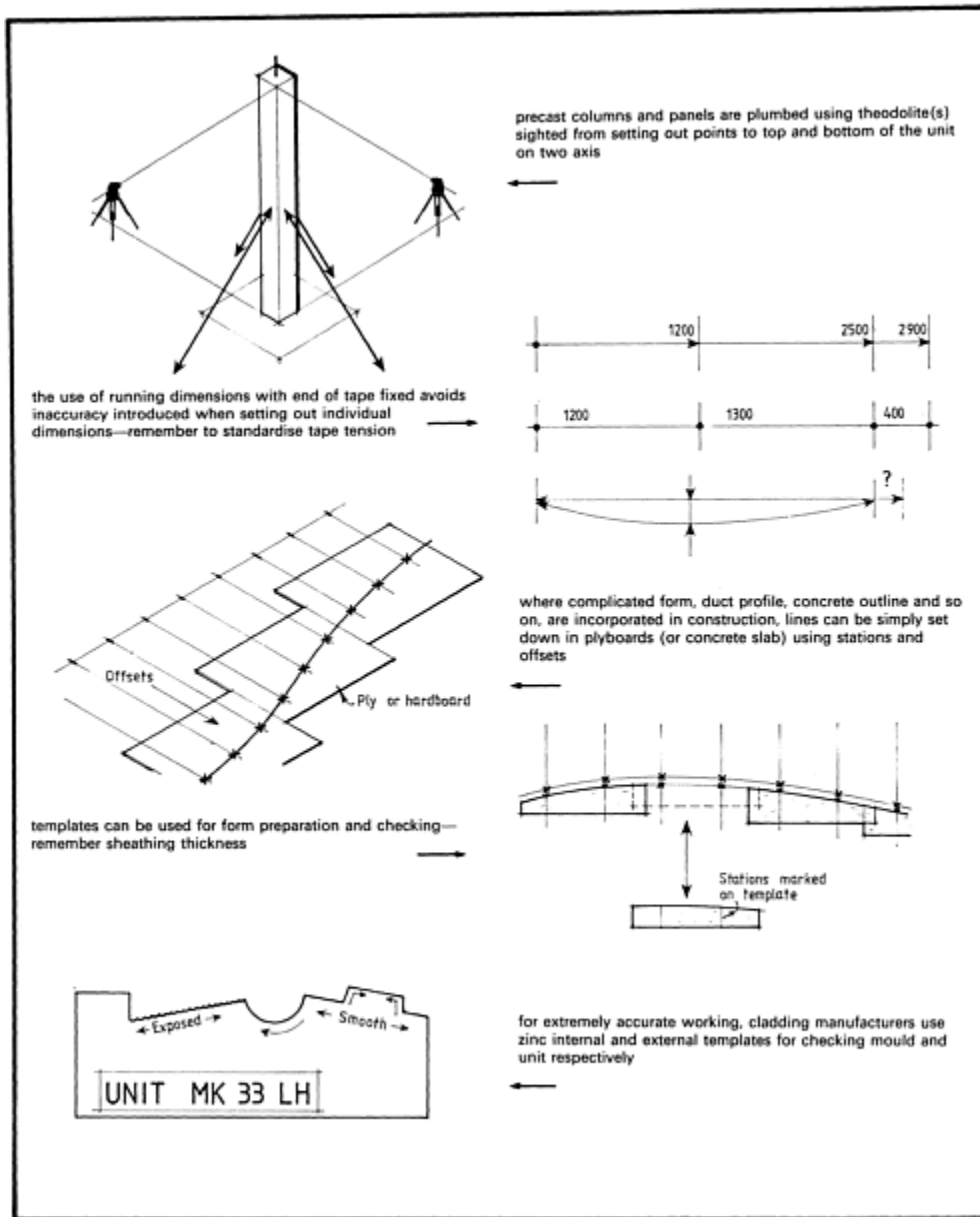 precast columns and panels are plumbed using theodolite(s)
sighted from setting out points to top and bottom of the unit
on two axis
1200 2500 2900
the use of running dimensions with end of tape fixed avoids
inaccuracy introduced when setting out individual
dimensions—remember to standardise tape tension
1200 1300 400
?
where complicated form, duct profile, concrete outline and so
on, are incorporated in construction, lines can be simply set
down in plyboards (or concrete slab) using stations and
offsets
Offsets
Ply or hardboard
templates can be used for form preparation and checking—
remember sheathing thickness
Stations marked
on template
Exposed
Smooth
for extremely accurate working, cladding manufacturers use
zinc internal and external templates for checking mould and
unit respectively
UNIT MK 33 LH